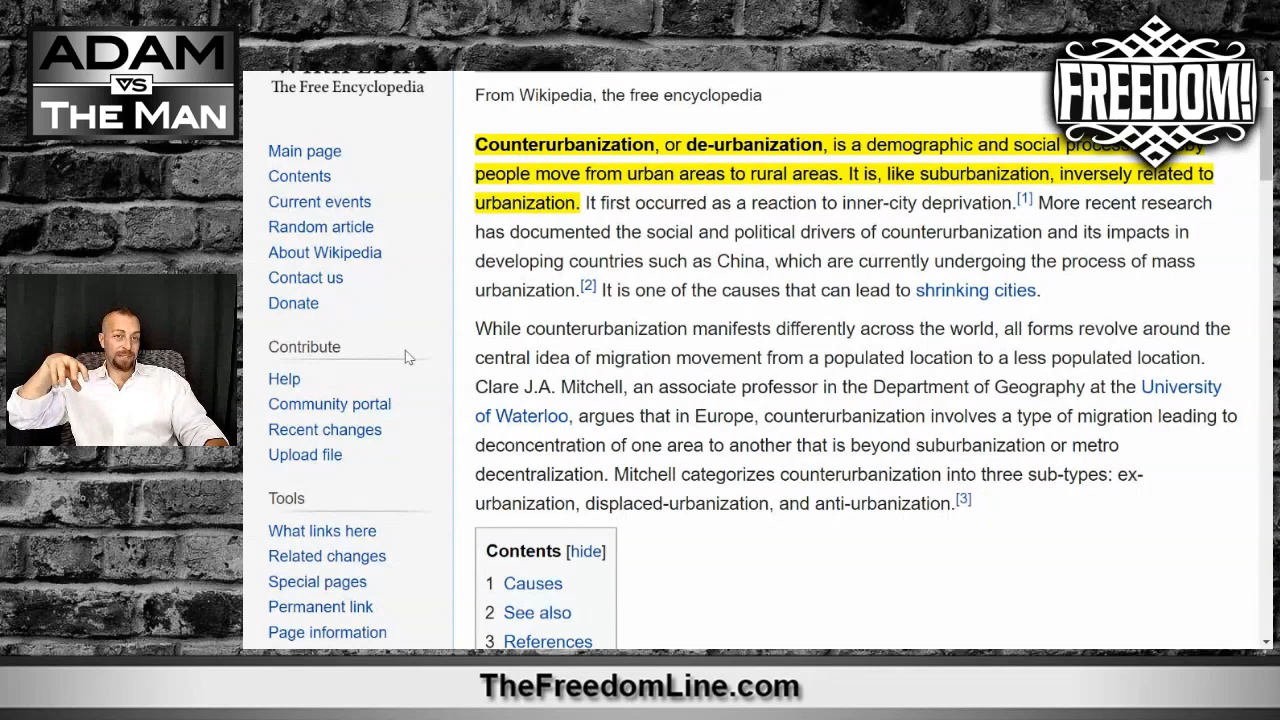 ADAM
VS
THE MAN
FREEDOM!
WIKIPEDIA
The Free Encyclopedia
Main page
Contents
Current events
Random article
About Wikipedia
Contact us
Donate
Contribute
Help
Community portal
Recent changes
Upload file
Tools
What links here
Related changes
Special pages
Permanent link
Page information
From Wikipedia, the free encyclopedia
Counterurbanization, or de-urbanization, is a demographic and social
people move from urban areas to rural areas. It is, like suburbanization, inversely related to
urbanization. It first occurred as a reaction to inner-city deprivation.[1] More recent research
has documented the social and political drivers of counterurbanization and its impacts in
developing countries such as China, which are currently undergoing the process of mass
urbanization.[2] It is one of the causes that can lead to shrinking cities.
While counterurbanization manifests differently across the world, all forms revolve around the
central idea of migration movement from a populated location to a less populated location.
Clare J.A. Mitchell, an associate professor in the Department of Geography at the University
of Waterloo, argues that in Europe, counterurbanization involves a type of migration leading to
deconcentration of one area to another that is beyond suburbanization or metro
decentralization. Mitchell categorizes counterurbanization into three sub-types: ex-
urbanization, displaced-urbanization, and anti-urbanization.[3]
Contents [hide]
1 Causes
2 See also
3 References
TheFreedomLine.com